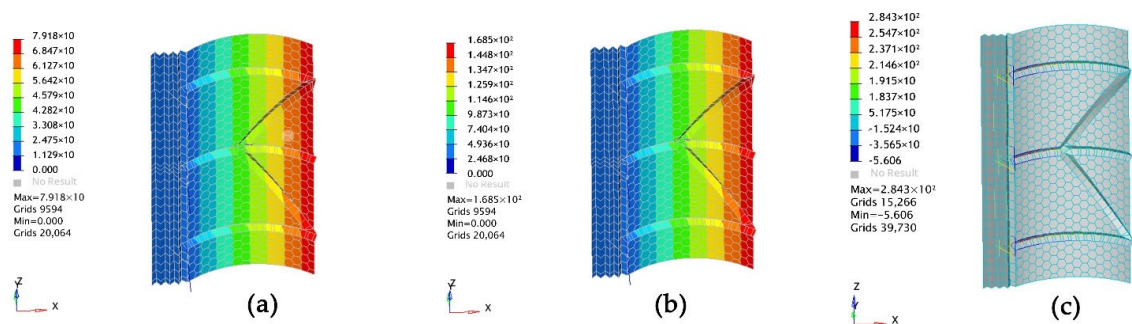 7.918×10
6.847×10
6.127×10
5.642×10
4.579×10
4.282×10
3.308×10
2.475×10
1.129×10
0.000
No Result
Max=7.918×10
Grids 9594
Min=0.000
Grids 20,064
Z
Y
X
(a)
1.685×10²
1.448×10²
1.347×10²
1.259×10²
1.146×10²
9.873×10
7.404×10
4.936×10
2.468×10
0.000
No Result
Max=1.685×10²
Grids 9594
Min=0.000
Grids 20,064
Z
Y
X
(b)
2.843×10²
2.547×10²
2.371×10²
2.146×10²
1.915×10
1.837×10
5.175×10
-1.524×10
-3.565×10
-5.606
No Result
Max=2.843×10²
Grids 15,266
Min=-5.606
Grids 39,730
Z
Y
X
(c)